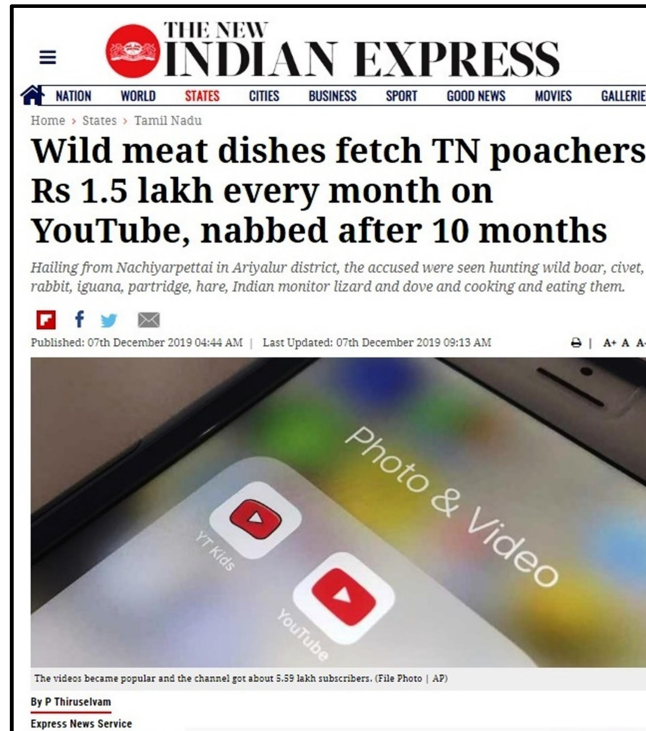 THE NEW
INDIAN EXPRESS
NATION WORLD STATES CITIES BUSINESS SPORT GOOD NEWS MOVIES GALLERIE
Home > States > Tamil Nadu
Wild meat dishes fetch TN poachers
Rs 1.5 lakh every month on
YouTube, nabbed after 10 months
Hailing from Nachiyarpettai in Ariyalur district, the accused were seen hunting wild boar, civet,
rabbit, iguana, partridge, hare, Indian monitor lizard and dove and cooking and eating them.
Published: 07th December 2019 04:44 AM | Last Updated: 07th December 2019 09:13 AM
A+ A A-
Photo & Video
YT Kids
YouTube
The videos became popular and the channel got about 5.59 lakh subscribers. (File Photo | AP)
By P Thiruselvam
Express News Service